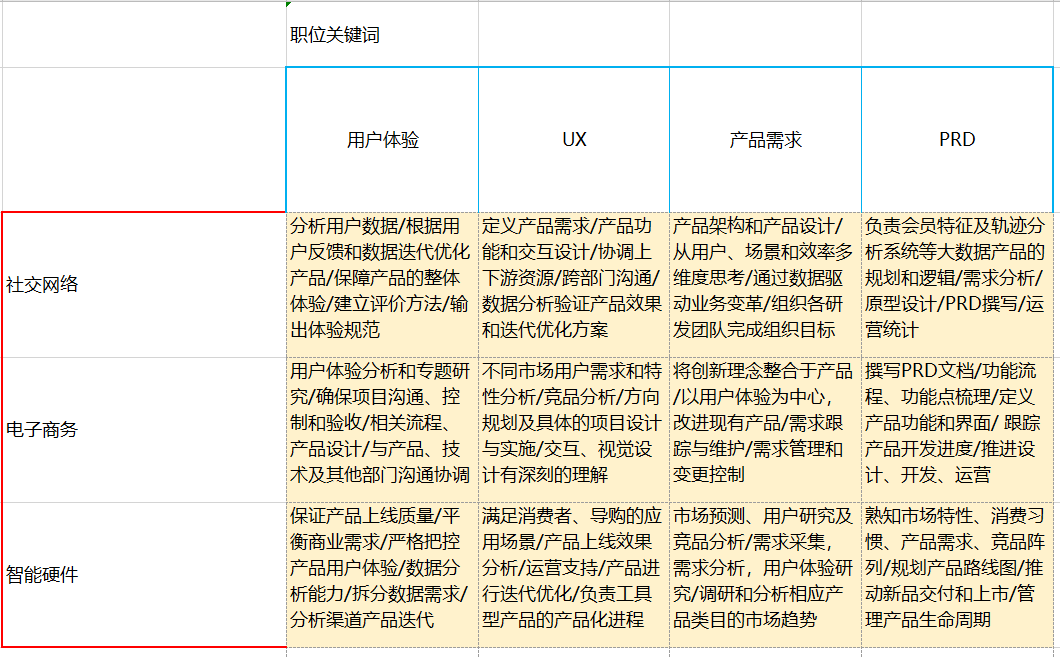 职位关键词
用户体验
UX
产品需求
PRD
社交网络
分析用户数据/根据用
户反馈和数据迭代优化
产品/保障产品的整体
体验/建立评价方法/输
出体验规范
定义产品需求/产品功
能和交互设计/协调上
下游资源/跨部门沟通/
数据分析验证产品效果
和迭代优化方案
产品架构和产品设计/
从用户、场景和效率多
维度思考/通过数据驱
动业务变革/组织各研
发团队完成组织目标
负责会员特征及轨迹分
析系统等大数据产品的
规划和逻辑/需求分析/
原型设计/PRD撰写/运
营统计
电子商务
用户体验分析和专题研
究/确保项目沟通、控
制和验收/相关流程、
产品设计/与产品、技
术及其他部门沟通协调
不同市场用户需求和特
性分析/竞品分析/方向
规划及具体的项目设计
与实施/交互、视觉设
计有深刻的理解
将创新理念整合于产品
/以用户体验为中心，
改进现有产品/需求跟
踪与维护/需求管理和
变更控制
撰写PRD文档/功能流
程、功能点梳理/定义
产品功能和界面/ 跟踪
产品开发进度/推进设
计、开发、运营
智能硬件
保证产品上线质量/平
衡商业需求/严格把控
产品用户体验/数据分
析能力/拆分数据需求/
分析渠道产品迭代
满足消费者、导购的应
用场景/产品上线效果
分析/运营支持/产品进
行迭代优化/负责工具
型产品的产品化进程
市场预测、用户研究及
竞品分析/需求采集，
需求分析，用户体验研
究/调研和分析相应产
品类目的市场趋势
熟知市场特性、消费习
惯、产品需求、竞品阵
列/规划产品路线图/推
动新品交付和上市/管
理产品生命周期